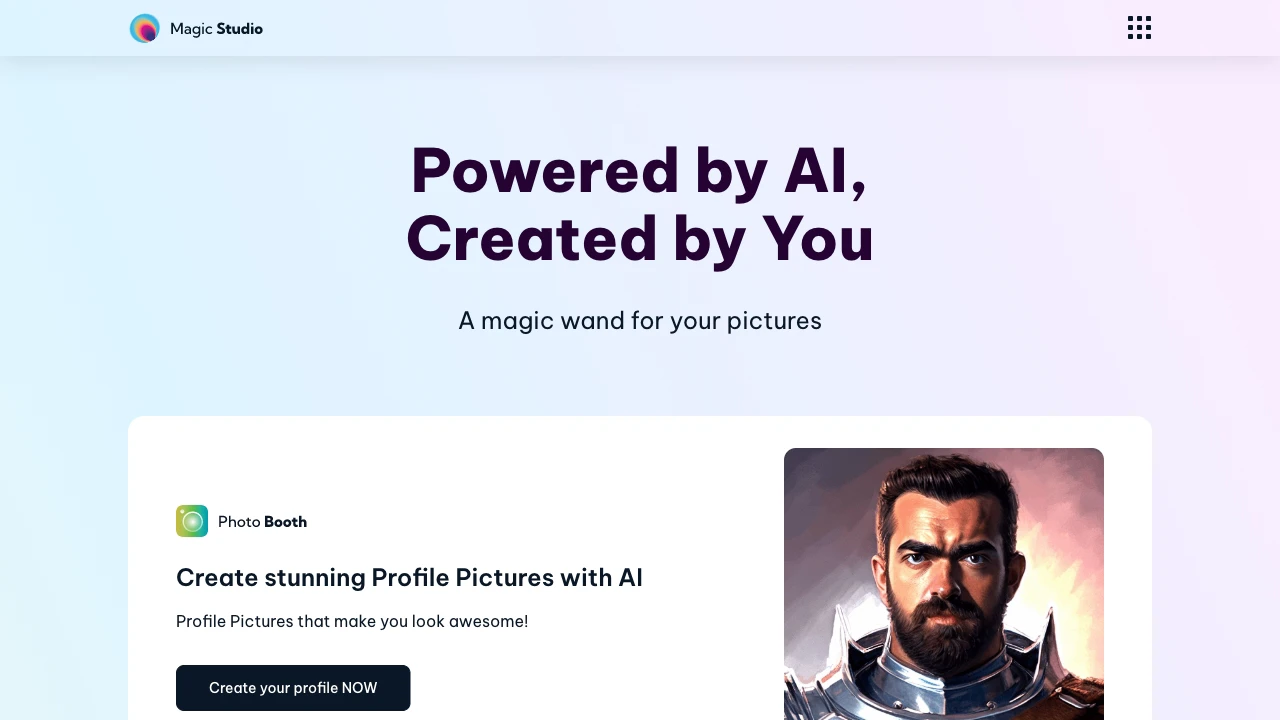 Magic Studio
Powered by AI,
Created by You
A magic wand for your pictures
Photo Booth
Create stunning Profile Pictures with AI
Profile Pictures that make you look awesome!
Create your profile NOW